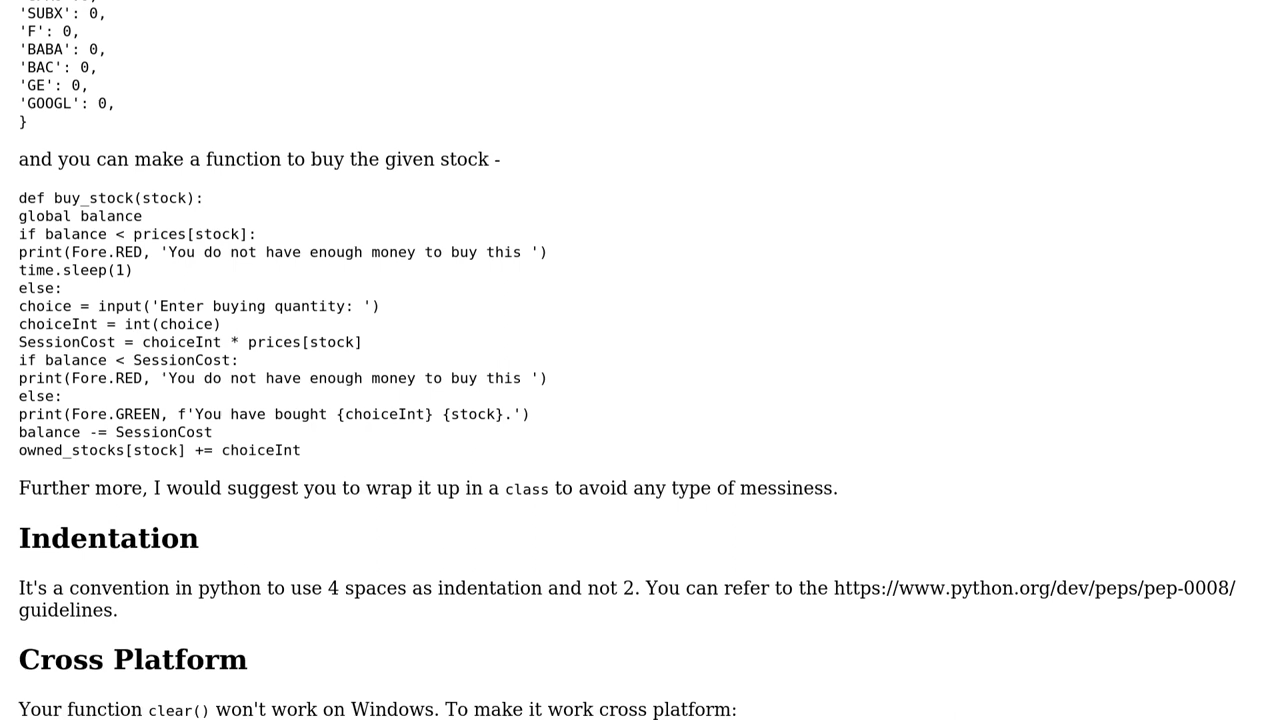 'SUBX': 0,
'F': 0,
'BABA': 0,
'BAC': 0,
'GE': 0,
'GOOGL': 0,
}
and you can make a function to buy the given stock -
def buy_stock(stock):
global balance
if balance < prices[stock]:
print(Fore.RED, 'You do not have enough money to buy this ')
time.sleep(1)
else:
choice = input('Enter buying quantity: ')
choiceInt = int(choice)
SessionCost = choiceInt * prices[stock]
if balance < SessionCost:
print(Fore.RED, 'You do not have enough money to buy this ')
else:
print(Fore.GREEN, f'You have bought {choiceInt} {stock}.')
balance -= SessionCost
owned_stocks[stock] += choiceInt
Further more, I would suggest you to wrap it up in a class to avoid any type of messiness.
Indentation
It's a convention in python to use 4 spaces as indentation and not 2. You can refer to the https://www.python.org/dev/peps/pep-0008/
guidelines.
Cross Platform
Your function clear() won't work on Windows. To make it work cross platform: